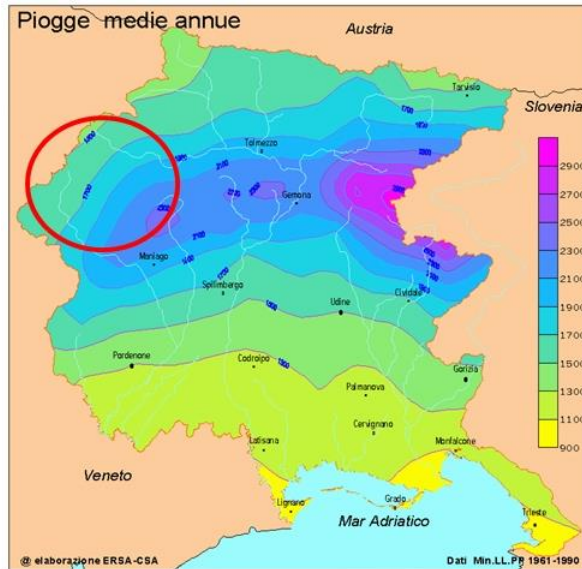 Piogge medie annue
Austria
Tarvisio
Slovenia
1700
Tolmezzo
1700
Gemona
2900
2700
2500
2300
2100
1900
1700
1500
1300
1100
900
Maniago
Spilimbergo
Cividale
Udine
Pordenone
Codroipo
Gorizia
Palmanova
Cervignano
Latisana
Monfalcone
Veneto
Lignano
Grado
Trieste
Mar Adriatico
@ elaborazione ERSA-CSA
Dati Min.LL.PP 1961-1990